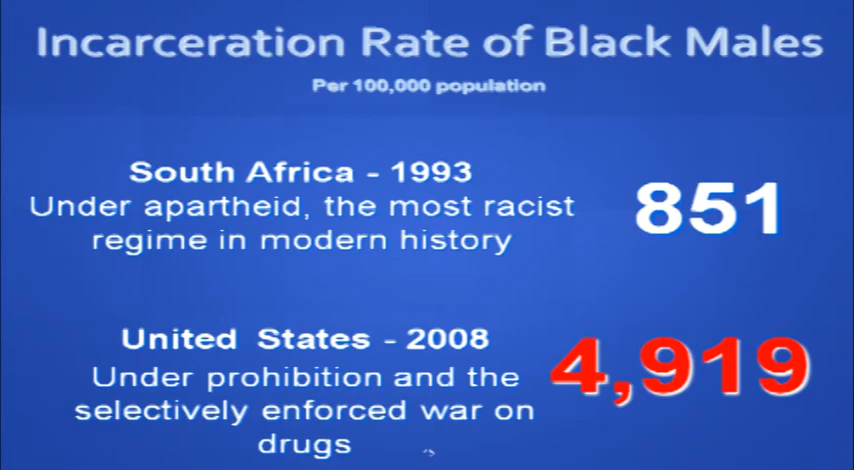 Incarceration Rate of Black Males
Per 100,000 population
South Africa - 1993
Under apartheid, the most racist
regime in modern history
851
United States - 2008
Under prohibition and the
selectively enforced war on
drugs
4,919